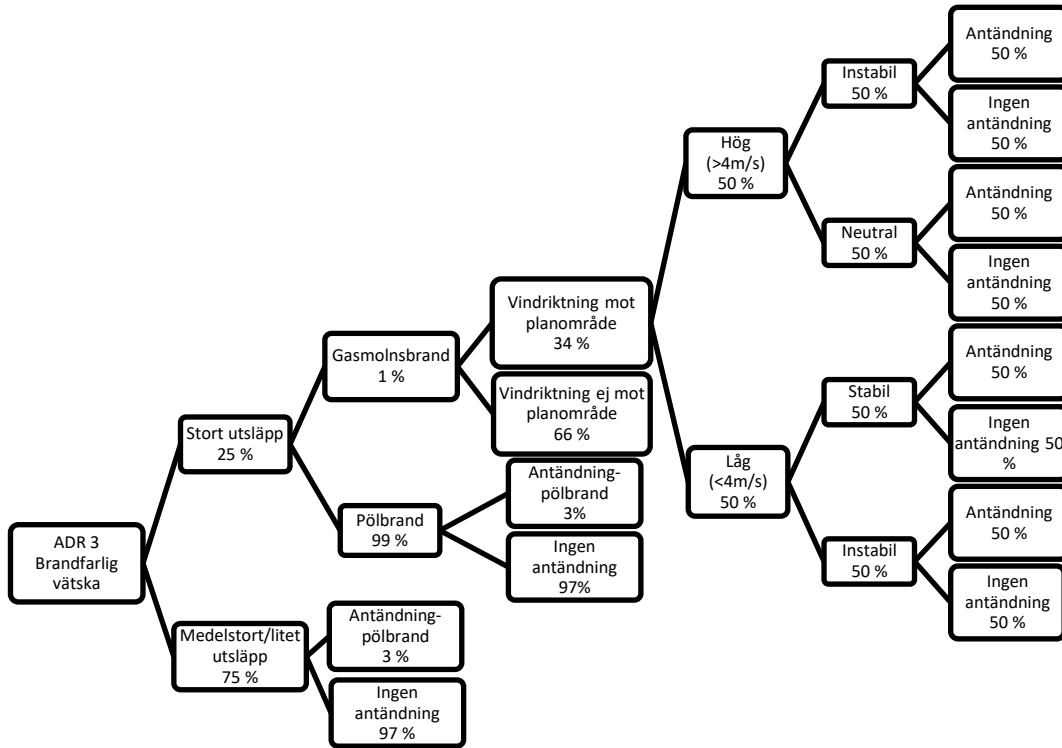 ADR 3
Brandfarlig
vätska
Stort utsläpp
25 %
Medelstort/litet
utsläpp
75 %
Gasmolnsbrand
1 %
Pölbrand
99 %
Antändning-
pölbrand
3 %
Ingen
antändning
97 %
Vindriktning mot
planområde
34 %
Vindriktning ej mot
planområde
66 %
Antändning-
pölbrand
3%
Ingen
antändning
97%
Hög
(>4m/s)
50 %
Låg
(<4m/s)
50 %
Instabil
50 %
Neutral
50 %
Stabil
50 %
Instabil
50 %
Antändning
50 %
Ingen
antändning
50 %
Antändning
50 %
Ingen
antändning
50 %
Antändning
50 %
Ingen
antändning 50
%
Antändning
50 %
Ingen
antändning
50 %